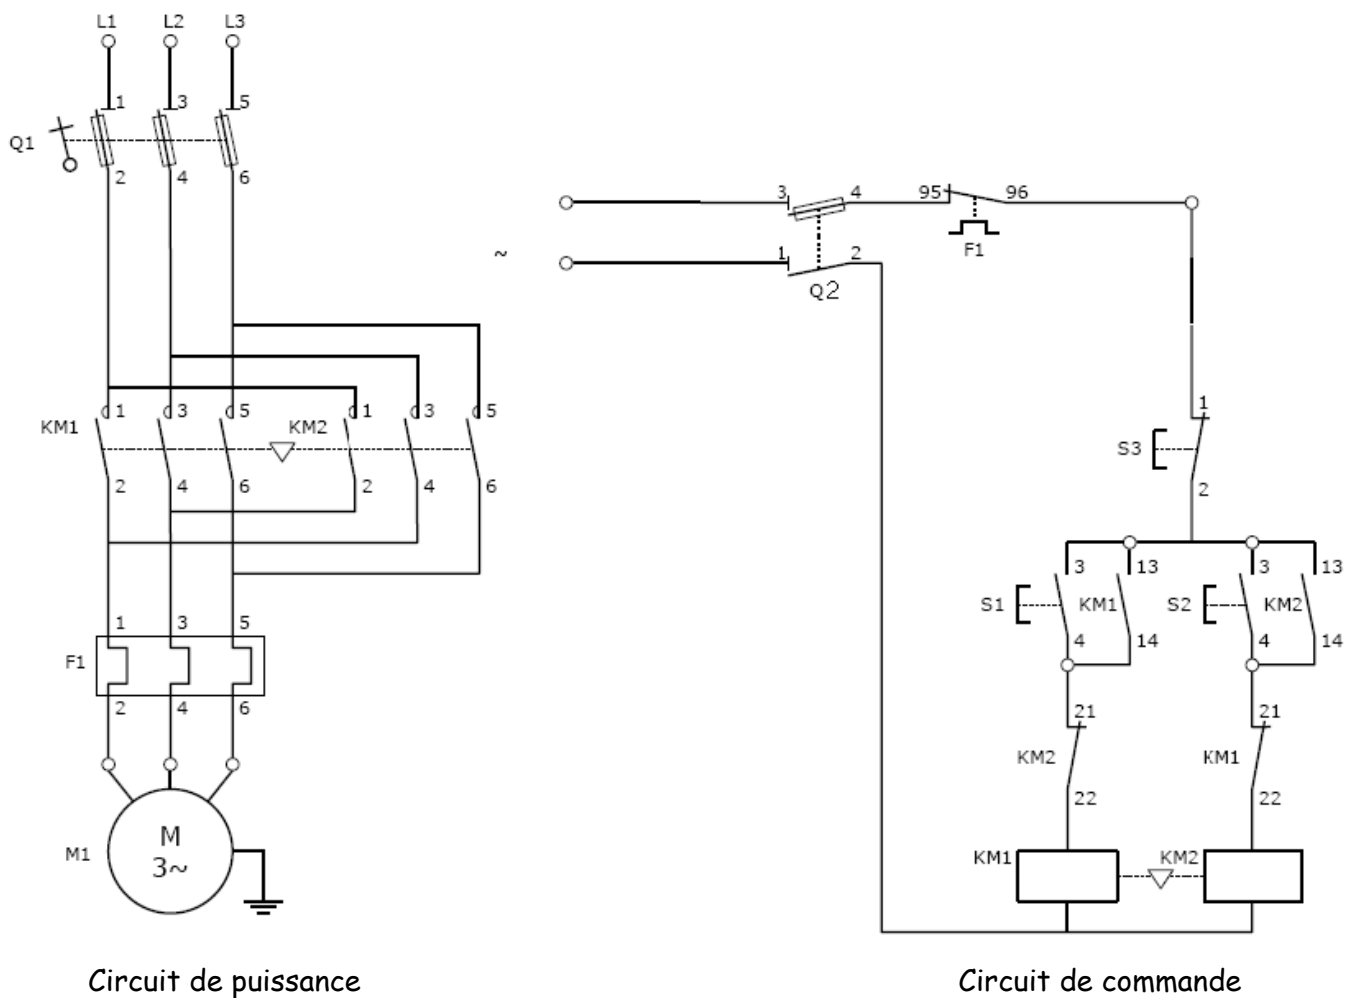 L1 L2 L3
1 3 5
Q1
2 4 6
3 4 95 96
F1
~ 1 2
Q2
1 3 5 1 3 5
KM1 KM2
2 4 6 2 4 6
1
S3
2
3 13 3 13
S1 KM1 S2 KM2
4 14 4 14
1 3 5
F1
2 4 6
21 21
KM2 KM1
22 22
M
3~
M1
KM1 KM2
Circuit de puissance
Circuit de commande